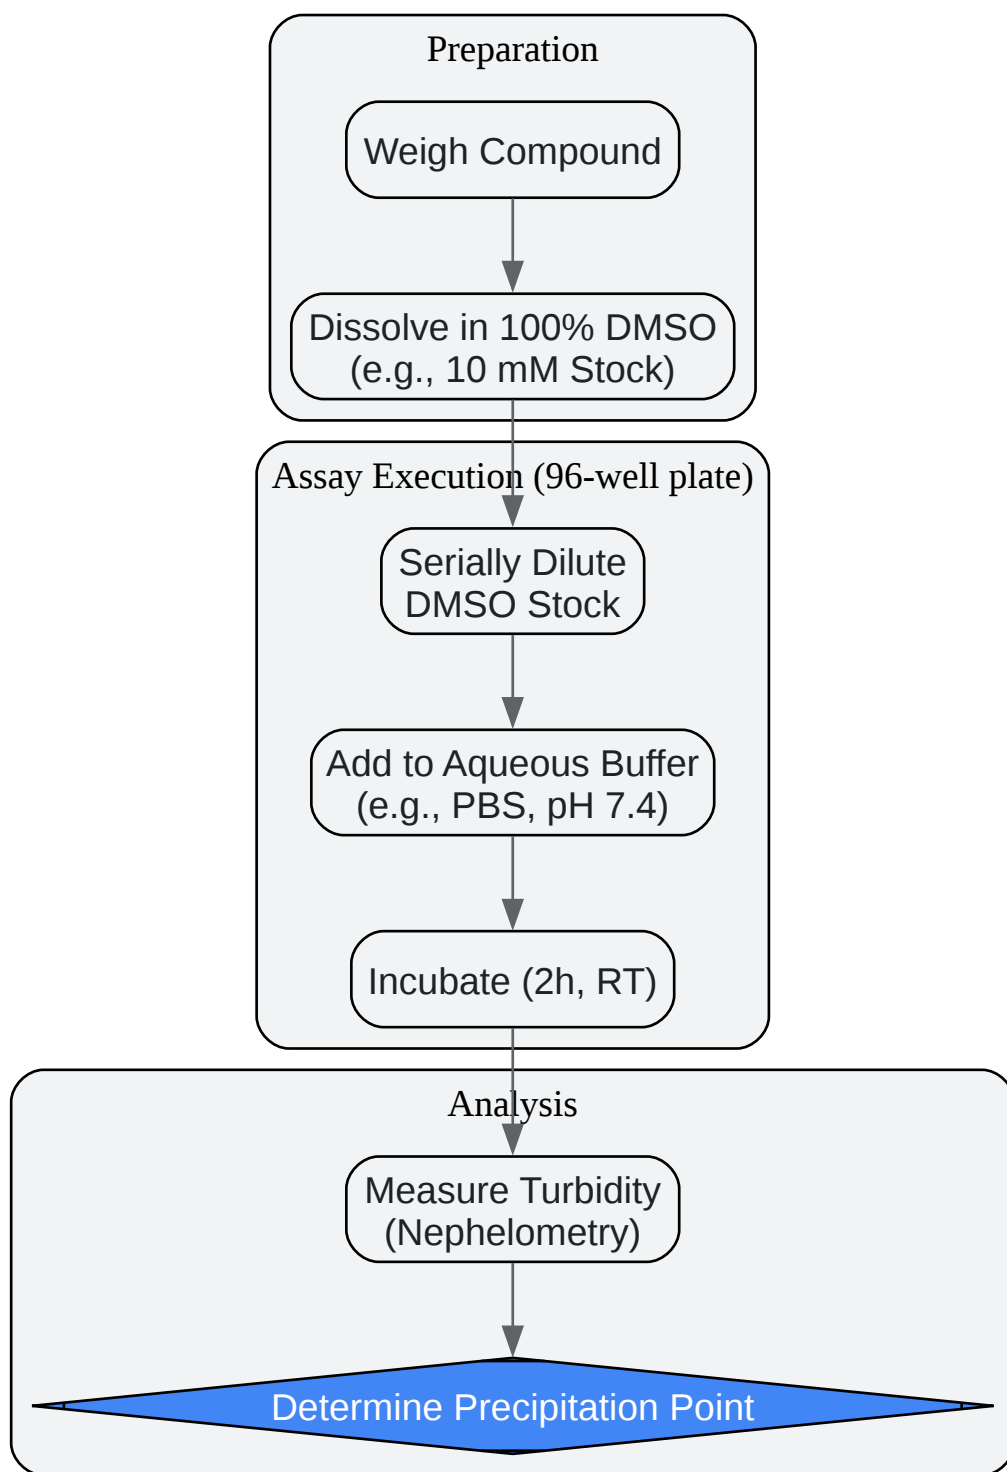 Preparation
Weigh Compound
Dissolve in 100% DMSO
(e.g., 10 mM Stock)
Assay Execution (96-well plate)
Serially Dilute
DMSO Stock
Add to Aqueous Buffer
(e.g., PBS, pH 7.4)
Incubate (2h, RT)
Analysis
Measure Turbidity
(Nephelometry)
Determine Precipitation Point